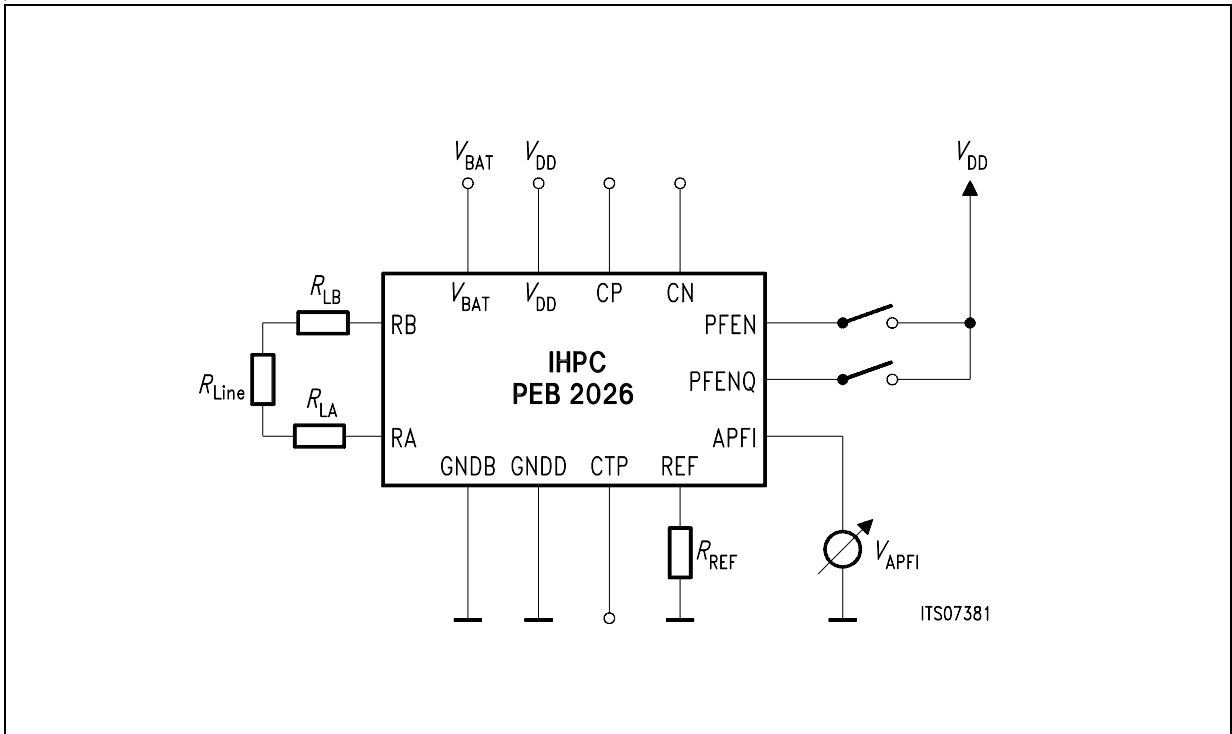 VBAT VDD VDD
VBAT VDD CP CN
RLB
RB
PFEN
IHPC
PEB 2026
PFENQ
RLine
RLA
RA
APFI
GNDB GNDD CTP REF
RREF
VAPFI
ITS07381